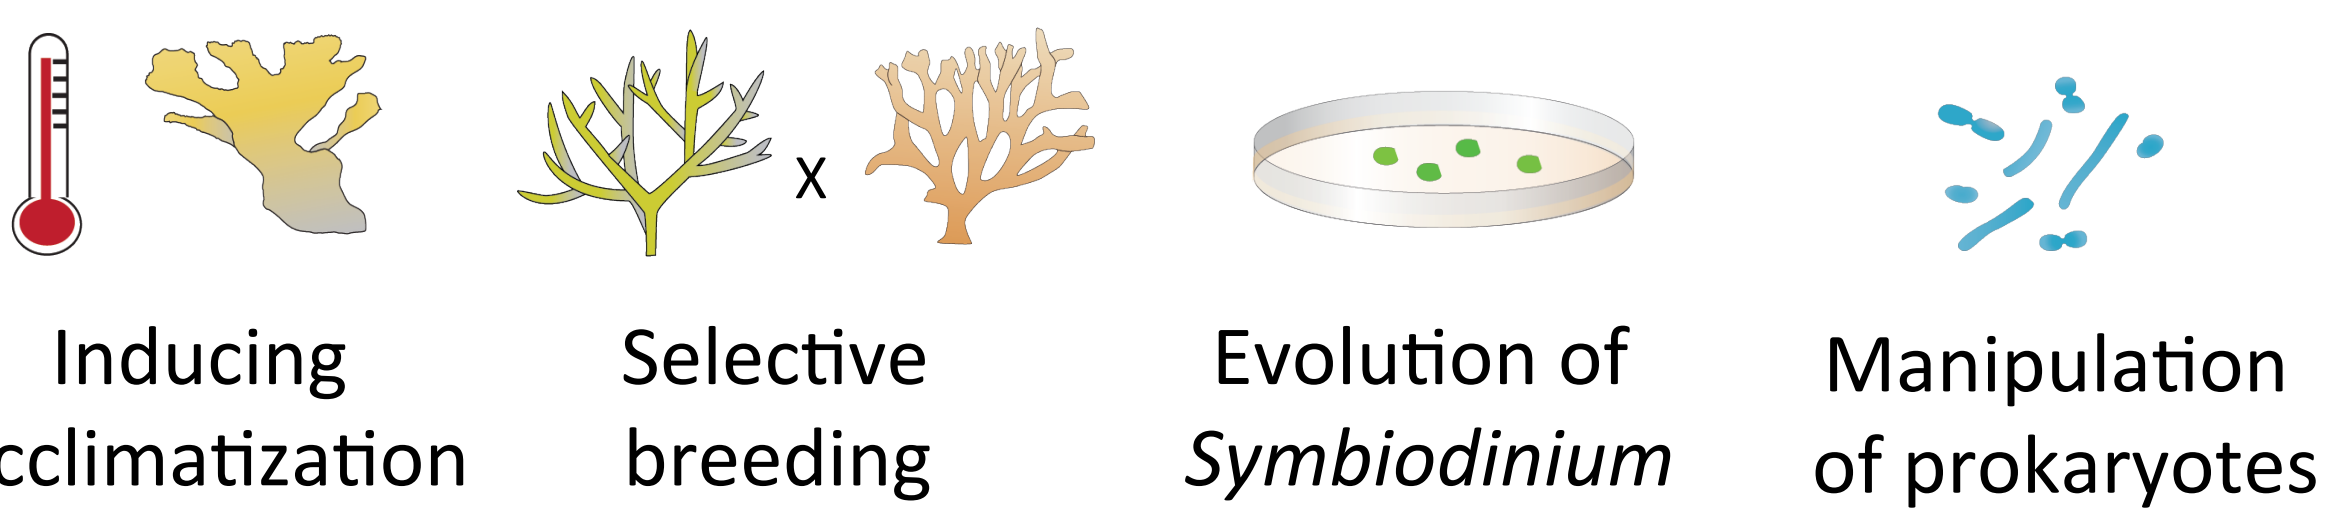 X
Inducing
cclimatization
Selective
breeding
Evolution of
Symbiodinium
Manipulation
of prokaryotes